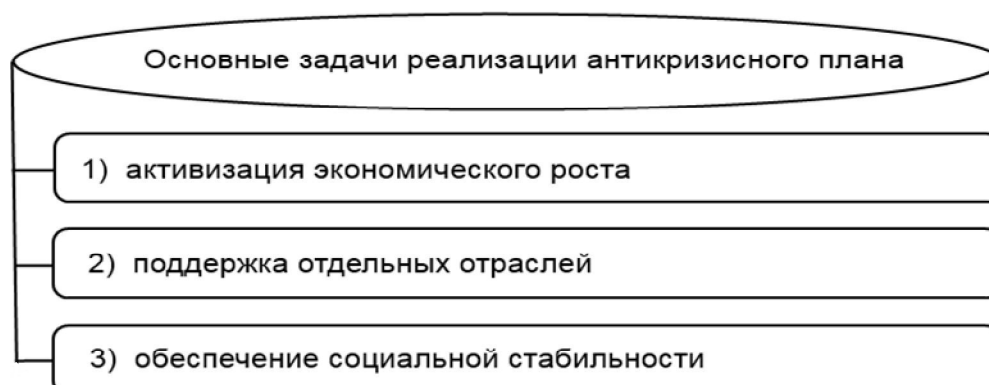 Основные задачи реализации антикризисного плана
1) активизация экономического роста
2) поддержка отдельных отраслей
3) обеспечение социальной стабильности